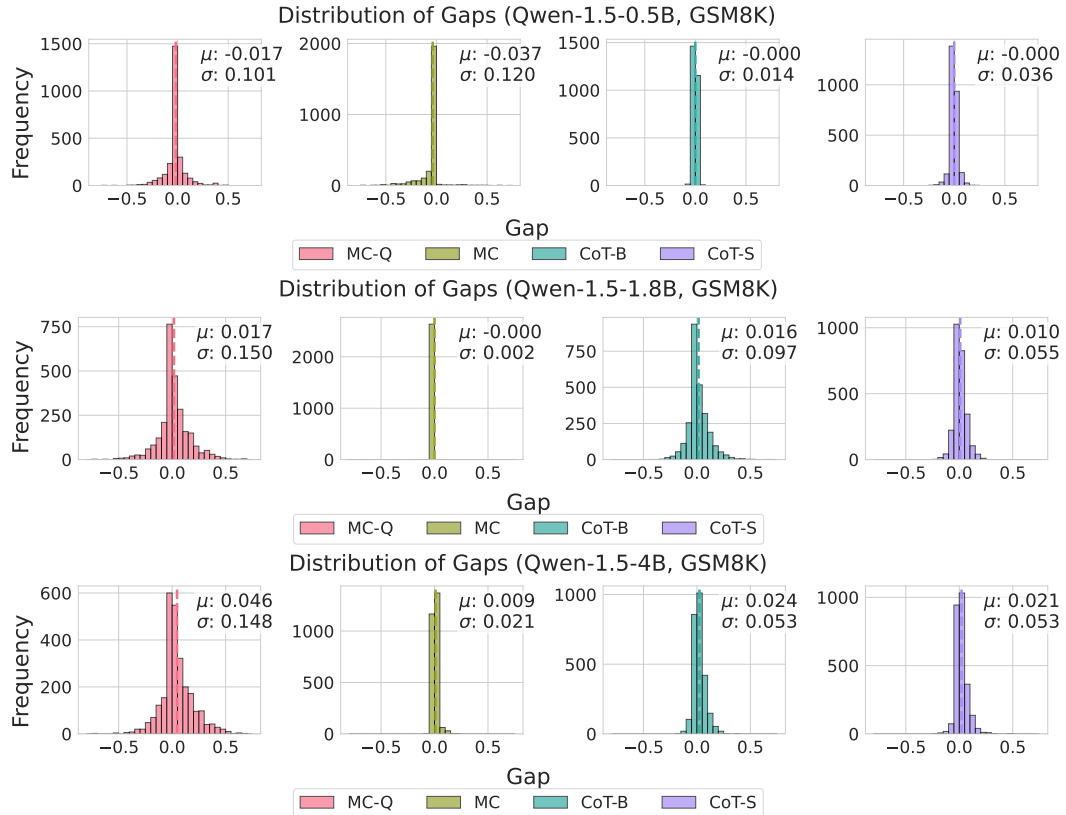 Distribution of Gaps (Qwen-1.5-0.5B, GSM8K)
Frequency
1500
1000
500
0
−0.5 0.0 0.5
μ: -0.017
σ: 0.101
2000
1000
0
−0.5 0.0 0.5
μ: -0.037
σ: 0.120
1500
1000
500
0
−0.5 0.0 0.5
μ: -0.000
σ: 0.014
1000
500
0
−0.5 0.0 0.5
μ: -0.000
σ: 0.036
Gap
MC-Q MC CoT-B CoT-S
Distribution of Gaps (Qwen-1.5-1.8B, GSM8K)
Frequency
750
500
250
0
−0.5 0.0 0.5
μ: 0.017
σ: 0.150
2000
1000
0
−0.5 0.0 0.5
μ: -0.000
σ: 0.002
750
500
250
0
−0.5 0.0 0.5
μ: 0.016
σ: 0.097
1000
500
0
−0.5 0.0 0.5
μ: 0.010
σ: 0.055
Gap
MC-Q MC CoT-B CoT-S
Distribution of Gaps (Qwen-1.5-4B, GSM8K)
Frequency
600
400
200
0
−0.5 0.0 0.5
μ: 0.046
σ: 0.148
1000
500
0
−0.5 0.0 0.5
μ: 0.009
σ: 0.021
1000
500
0
−0.5 0.0 0.5
μ: 0.024
σ: 0.053
1000
500
0
−0.5 0.0 0.5
μ: 0.021
σ: 0.053
Gap
MC-Q MC CoT-B CoT-S